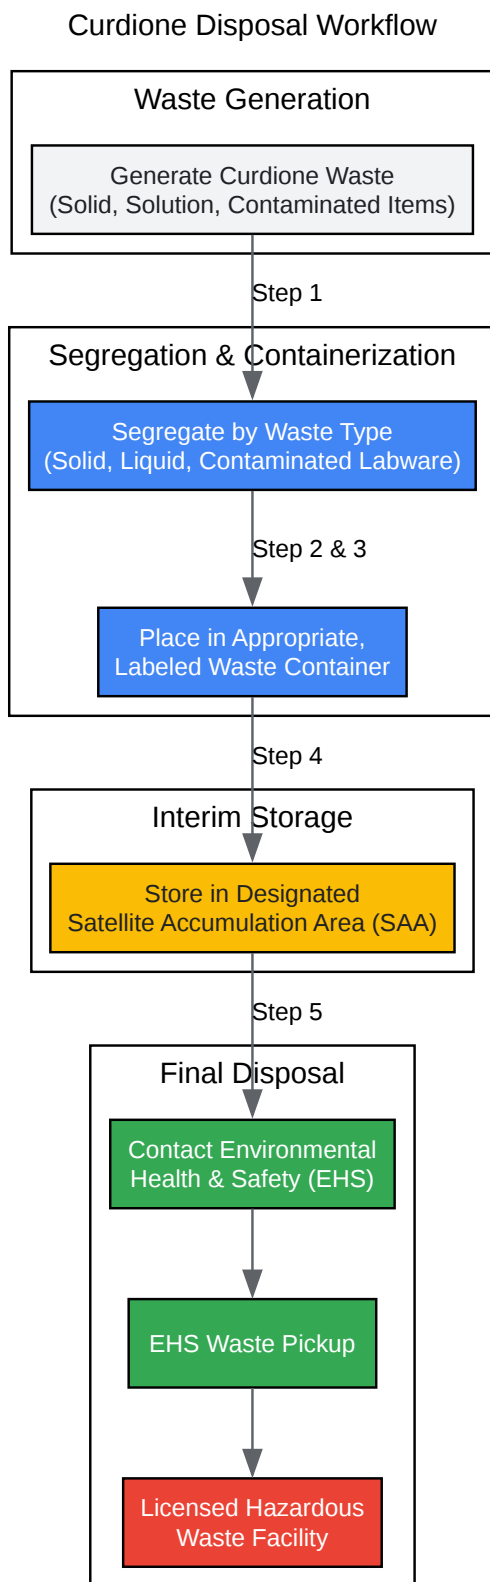 Curdione Disposal Workflow
Waste Generation
Generate Curdione Waste
(Solid, Solution, Contaminated Items)
Step 1
Segregation & Containerization
Segregate by Waste Type
(Solid, Liquid, Contaminated Labware)
Step 2 & 3
Place in Appropriate,
Labeled Waste Container
Step 4
Interim Storage
Store in Designated
Satellite Accumulation Area (SAA)
Step 5
Final Disposal
Contact Environmental
Health & Safety (EHS)
EHS Waste Pickup
Licensed Hazardous
Waste Facility